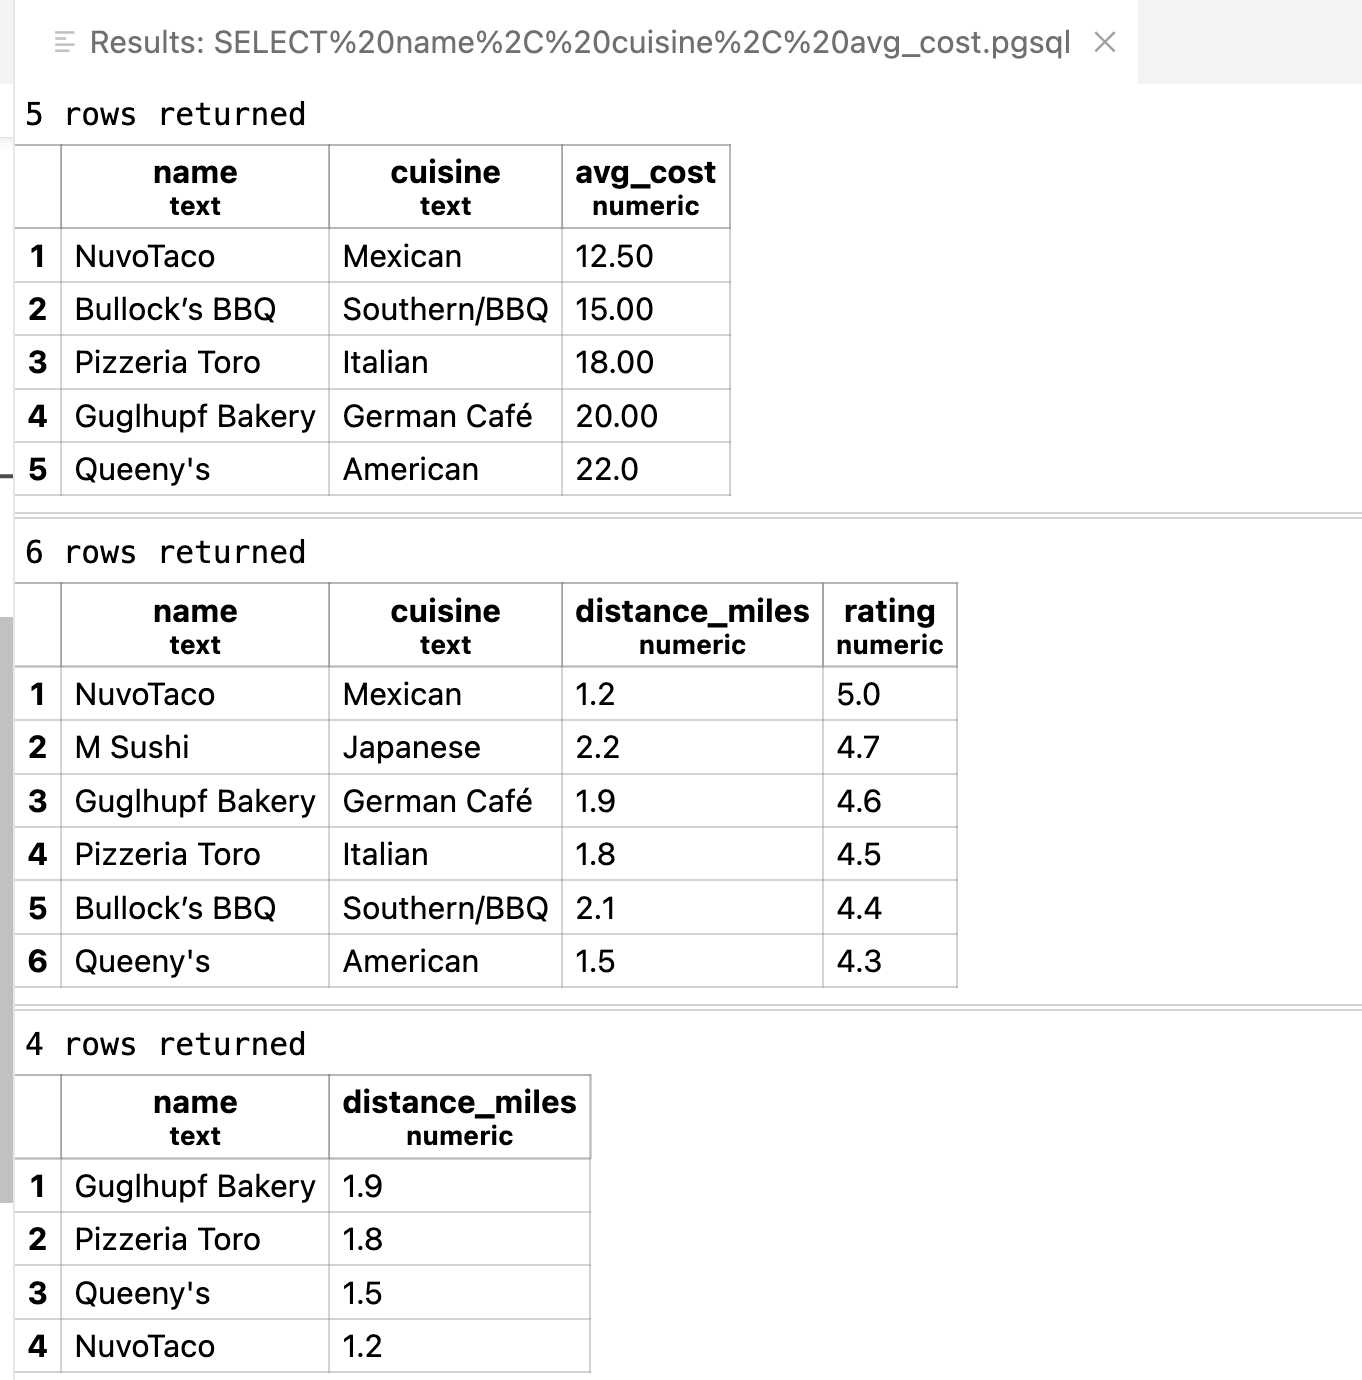 Results: SELECT%20name%2C%20cuisine%2C%20avg_cost.pgsql
5 rows returned
name cuisine avg_cost
text text numeric
1 NuvoTaco Mexican 12.50
2 Bullock’s BBQ Southern/BBQ 15.00
3 Pizzeria Toro Italian 18.00
4 Guglhupf Bakery German Café 20.00
5 Queeny's American 22.0
6 rows returned
name cuisine distance_miles rating
text text numeric numeric
1 NuvoTaco Mexican 1.2 5.0
2 M Sushi Japanese 2.2 4.7
3 Guglhupf Bakery German Café 1.9 4.6
4 Pizzeria Toro Italian 1.8 4.5
5 Bullock’s BBQ Southern/BBQ 2.1 4.4
6 Queeny's American 1.5 4.3
4 rows returned
name distance_miles
text numeric
1 Guglhupf Bakery 1.9
2 Pizzeria Toro 1.8
3 Queeny's 1.5
4 NuvoTaco 1.2